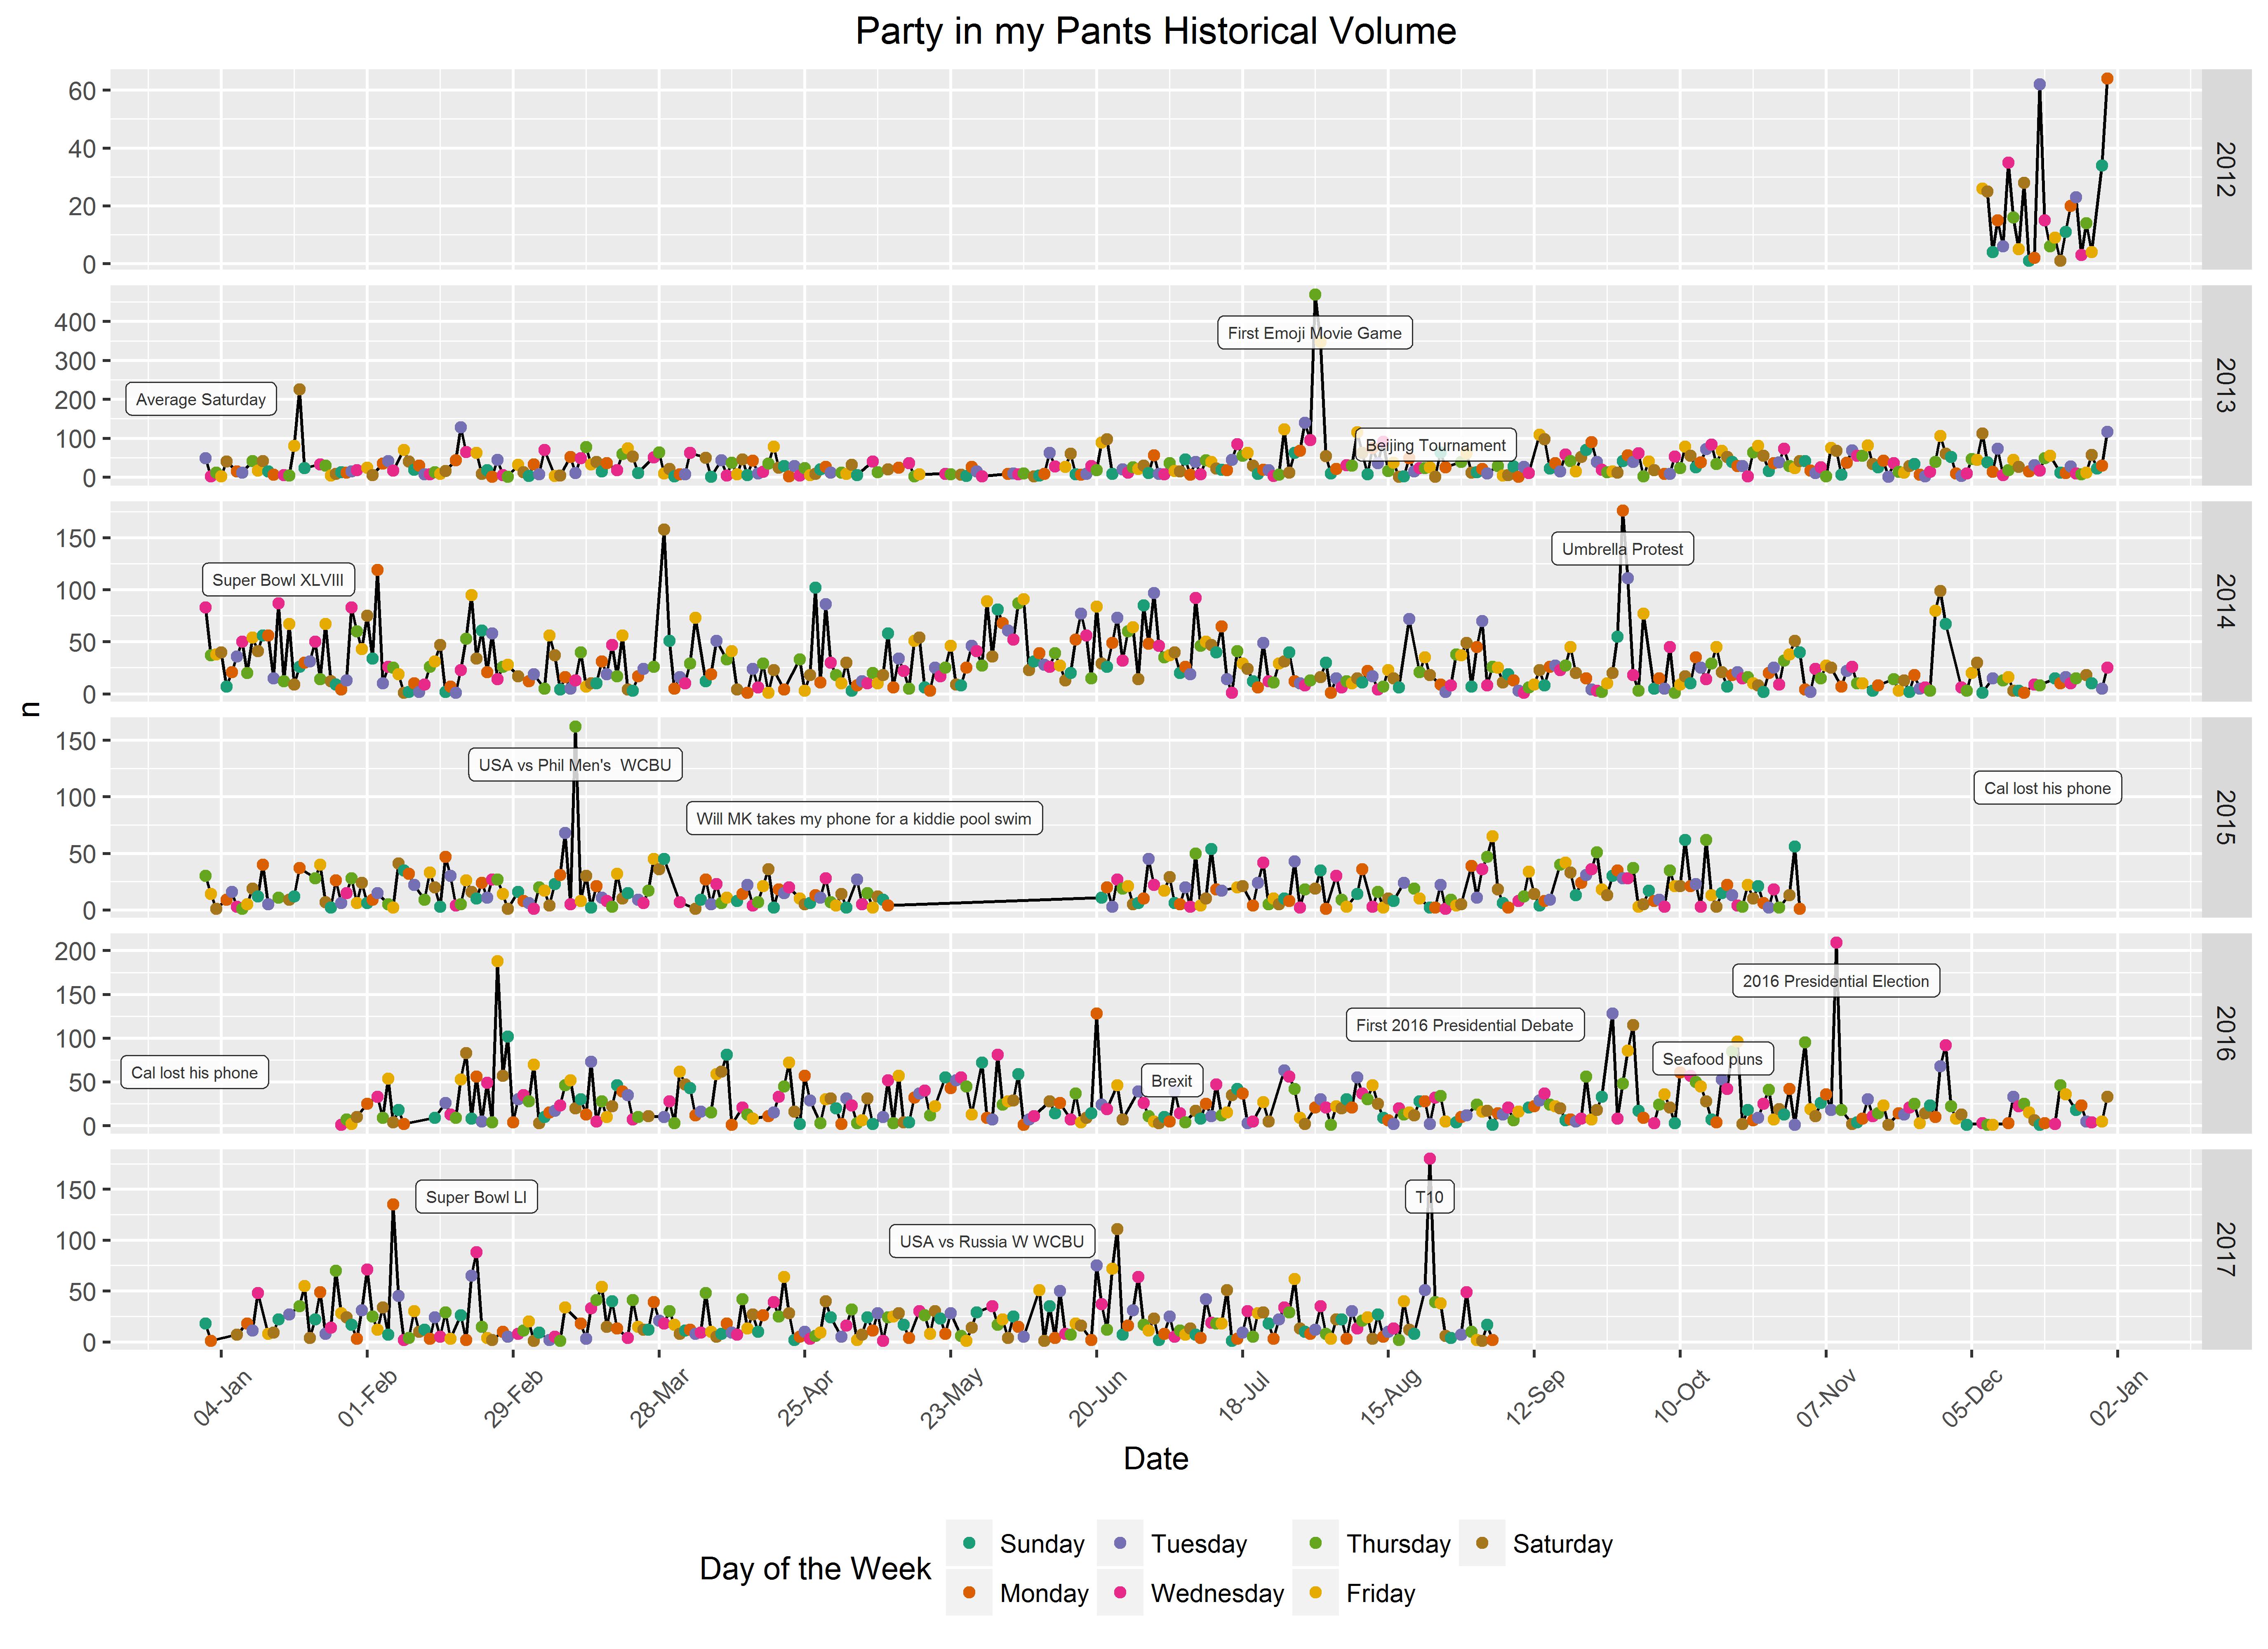 Party in my Pants Historical Volume
n
60
40
20
0
2012
400
300
200
100
0
First Emoji Movie Game
Average Saturday
Beijing Tournament
2013
150
100
50
0
Umbrella Protest
Super Bowl XLVIII
2014
150
100
50
0
USA vs Phil Men's  WCBU
Cal lost his phone
Will MK takes my phone for a kiddie pool swim
2015
200
150
100
50
0
2016 Presidential Election
First 2016 Presidential Debate
Seafood puns
Cal lost his phone
Brexit
2016
150
100
50
0
Super Bowl LI
T10
USA vs Russia W WCBU
2017
04-Jan
01-Feb
29-Feb
28-Mar
25-Apr
23-May
20-Jun
18-Jul
15-Aug
12-Sep
10-Oct
07-Nov
05-Dec
02-Jan
Date
Day of the Week
Sunday
Tuesday
Thursday
Saturday
Monday
Wednesday
Friday